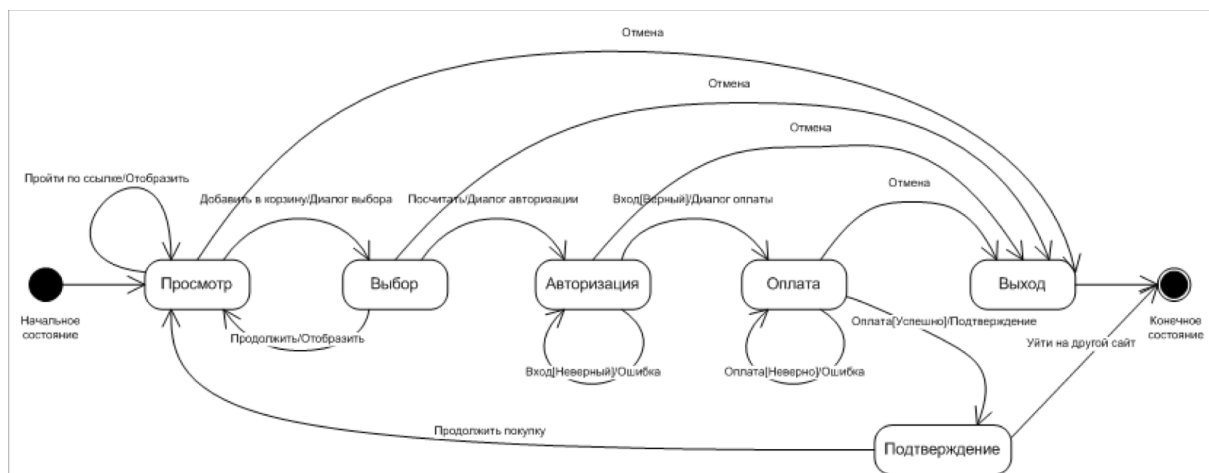 Отмена
Отмена
Отмена
Пройти по ссылке/Отобразить
Отмена
Добавить в корзину/Диалог выбора
Посчитать/Диалог авторизации
Вход[Верный]/Диалог оплаты
Просмотр
Выбор
Авторизация
Оплата
Выход
Начальное
состояние
Конечное
состояние
Продолжить/Отобразить
Вход[Неверный]/Ошибка
Оплата[Неверно]/Ошибка
Оплата[Успешно]/Подтверждение
Уйти на другой сайт
Продолжить покупку
Подтверждение